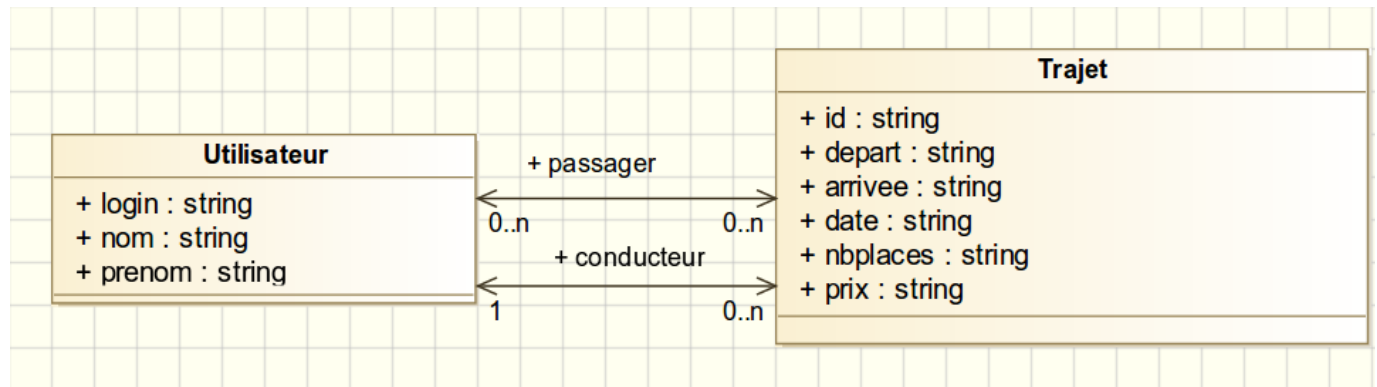 Utilisateur
+ login : string
+ nom : string
+ prenom : string
+ passager
0..n
0..n
+ conducteur
1
0..n
Trajet
+ id : string
+ depart : string
+ arrivee : string
+ date : string
+ nbplaces : string
+ prix : string